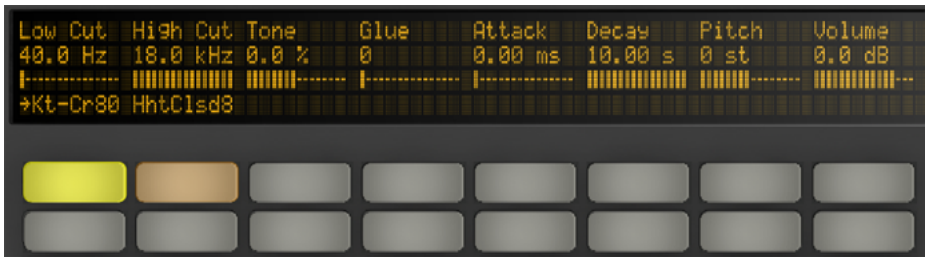 Low Cut High Cut Tone Glue Attack Decay Pitch Volume
40.0 Hz 18.0 kHz 0.0 % 0 0.00 ms 10.00 s 0 st 0.0 dB
→Kt-Cr80 HhtClsd8